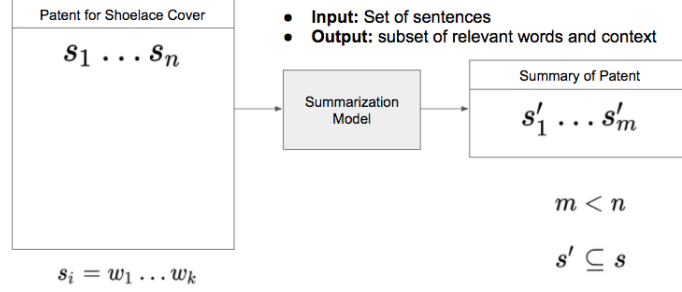 Patent for Shoelace Cover
s₁ . . . sₙ
● Input: Set of sentences
● Output: subset of relevant words and context
Summarization
Model
Summary of Patent
s′₁ . . . s′ₘ
m < n
s′ ⊆ s
sᵢ = w₁ . . . wₖ